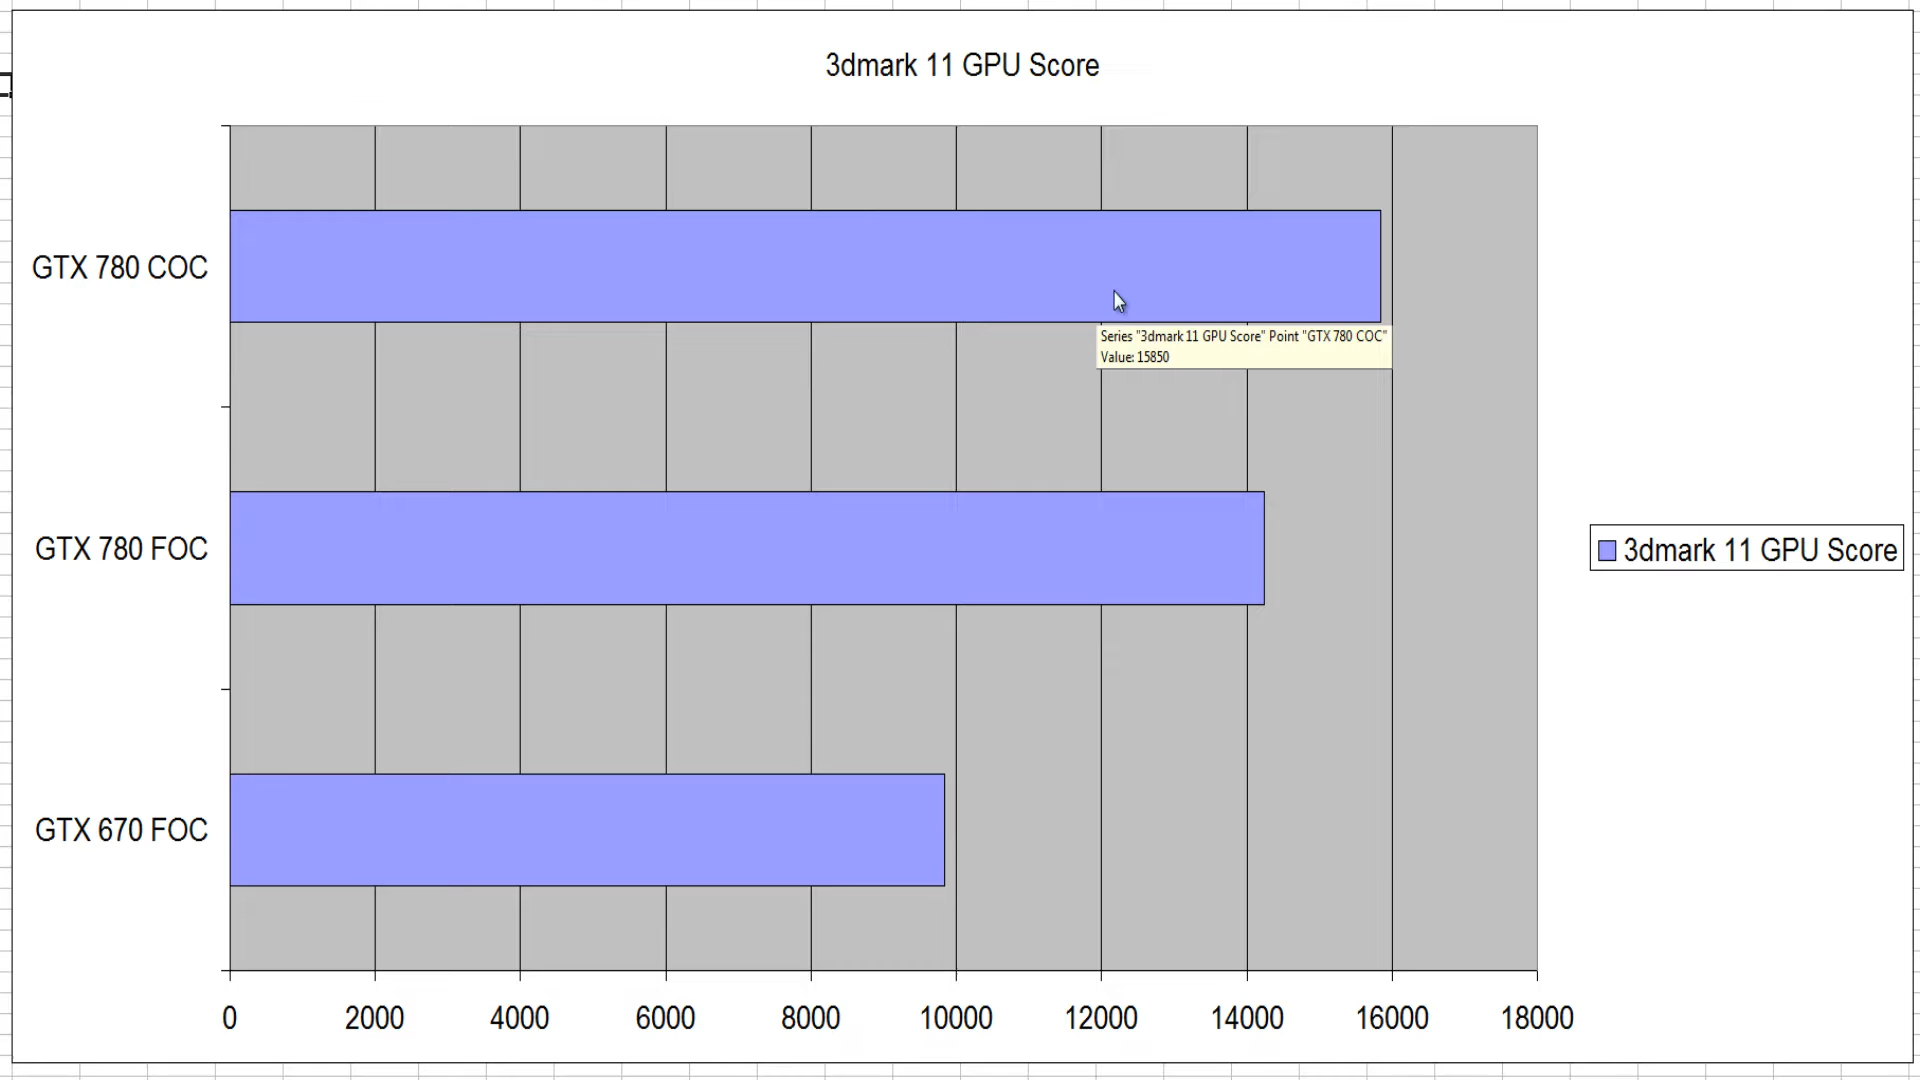 3dmark 11 GPU Score
GTX 780 COC
Series "3dmark 11 GPU Score" Point "GTX 780 COC"
Value: 15850
GTX 780 FOC
3dmark 11 GPU Score
GTX 670 FOC
0 2000 4000 6000 8000 10000 12000 14000 16000 18000